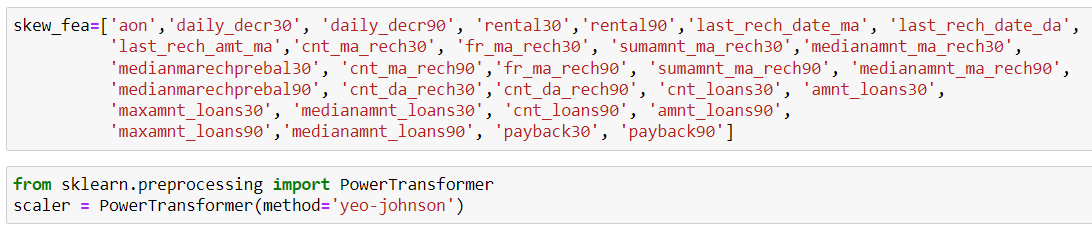 skew_fea=['aon','daily_decr30', 'daily_decr90', 'rental30','rental90','last_rech_date_ma', 'last_rech_date_da',
'last_rech_amt_ma','cnt_ma_rech30', 'fr_ma_rech30', 'sumamnt_ma_rech30','medianamnt_ma_rech30',
'medianmarechprebal30', 'cnt_ma_rech90','fr_ma_rech90', 'sumamnt_ma_rech90', 'medianamnt_ma_rech90',
'medianmarechprebal90', 'cnt_da_rech30','cnt_da_rech90', 'cnt_loans30', 'amnt_loans30',
'maxamnt_loans30', 'medianamnt_loans30', 'cnt_loans90', 'amnt_loans90',
'maxamnt_loans90','medianamnt_loans90', 'payback30', 'payback90']
from sklearn.preprocessing import PowerTransformer
scaler = PowerTransformer(method='yeo-johnson')